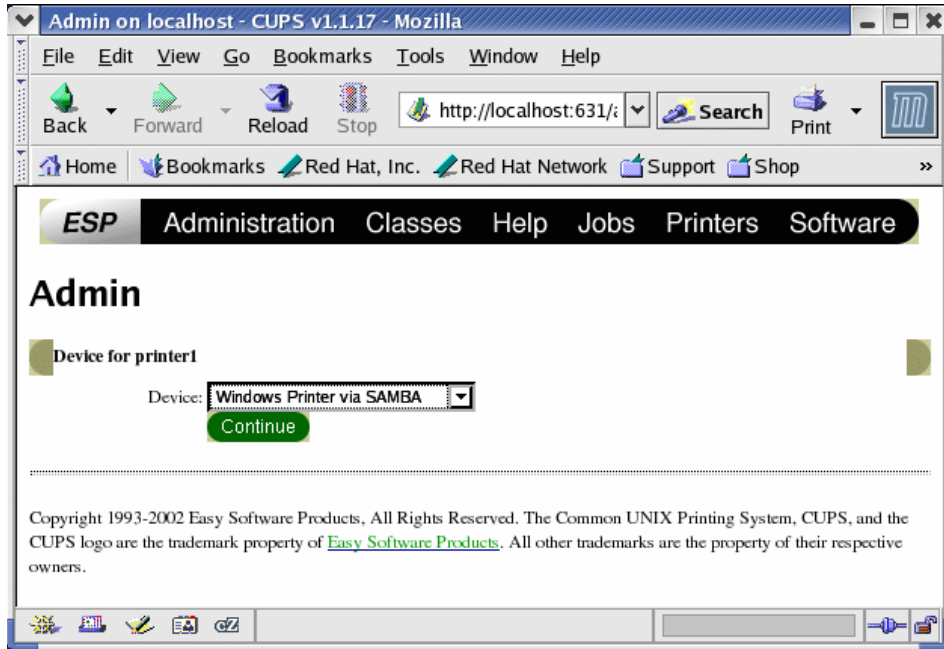 Admin on localhost - CUPS v1.1.17 - Mozilla
File Edit View Go Bookmarks Tools Window Help
Back Forward Reload Stop http://localhost:631/a Search Print
Home Bookmarks Red Hat, Inc. Red Hat Network Support Shop »
ESP Administration Classes Help Jobs Printers Software
Admin
Device for printer1
Device: Windows Printer via SAMBA
Continue
Copyright 1993-2002 Easy Software Products, All Rights Reserved. The Common UNIX Printing System, CUPS, and the
CUPS logo are the trademark property of Easy Software Products. All other trademarks are the property of their respective
owners.